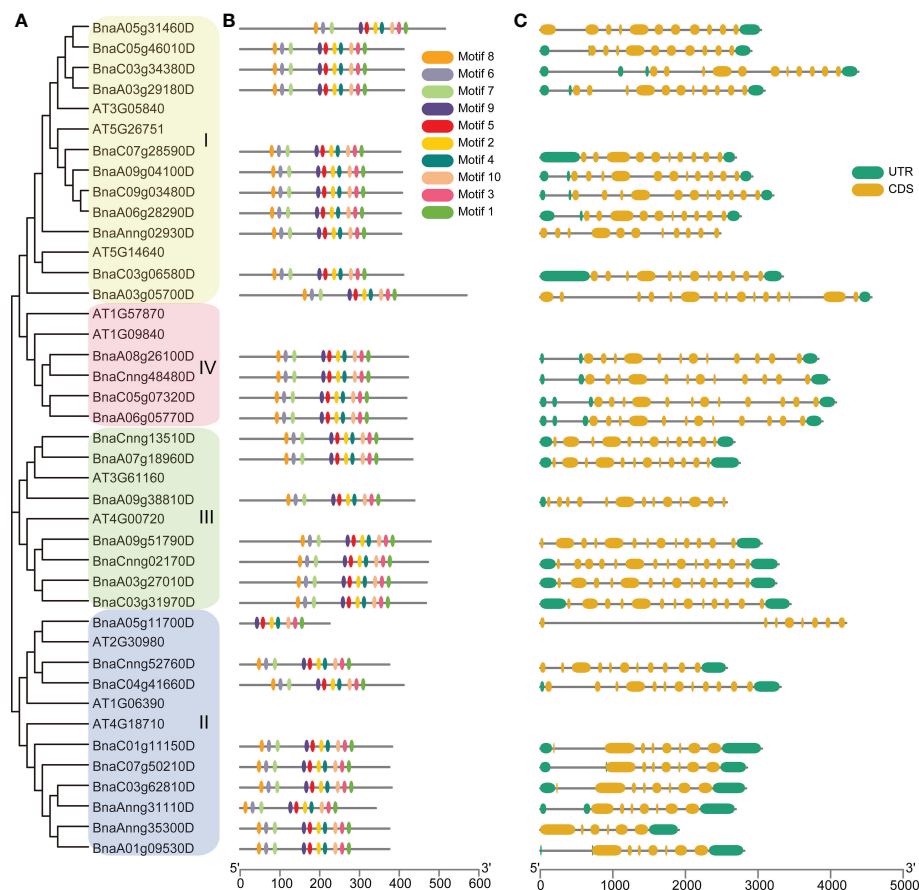 A
B
C
BnaA05g31460D
BnaC05g46010D
BnaC03g34380D
BnaA03g29180D
AT3G05840
AT5G26751
I
BnaC07g28590D
BnaA09g04100D
BnaC09g03480D
BnaA06g28290D
BnaAnng02930D
AT5G14640
BnaC03g06580D
BnaA03g05700D
AT1G57870
AT1G09840
BnaA08g26100D
IV
BnaCnng48480D
BnaC05g07320D
BnaA06g05770D
BnaCnng13510D
BnaA07g18960D
AT3G61160
BnaA09g38810D
AT4G00720
III
BnaA09g51790D
BnaCnng02170D
BnaA03g27010D
BnaC03g31970D
BnaA05g11700D
AT2G30980
BnaCnng52760D
BnaC04g41660D
AT1G06390
AT4G18710
II
BnaC01g11150D
BnaC07g50210D
BnaC03g62810D
BnaAnng31110D
BnaAnng35300D
BnaA01g09530D
Motif 8
Motif 6
Motif 7
Motif 9
Motif 5
Motif 2
Motif 4
Motif 10
Motif 3
Motif 1
5' 3'
0 100 200 300 400 500 600
UTR
CDS
5' 3'
0 1000 2000 3000 4000 5000